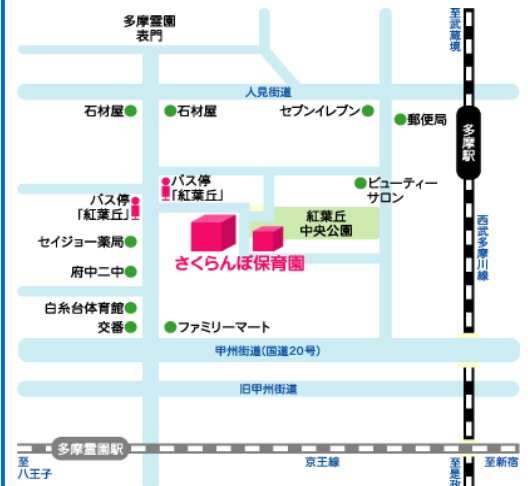 多摩霊園
表門
至武蔵境
人見街道
石材屋
石材屋
セブンイレブン
郵便局
多摩駅
バス停
「紅葉丘」
ビューティー
サロン
バス停
「紅葉丘」
紅葉丘
中央公園
西武多摩川線
セイジョー薬局
さくらんぼ保育園
府中二中
白糸台体育館
交番
ファミリーマート
甲州街道(国道20号)
旧甲州街道
多摩霊園駅
至
八王子
京王線
至是政
至新宿